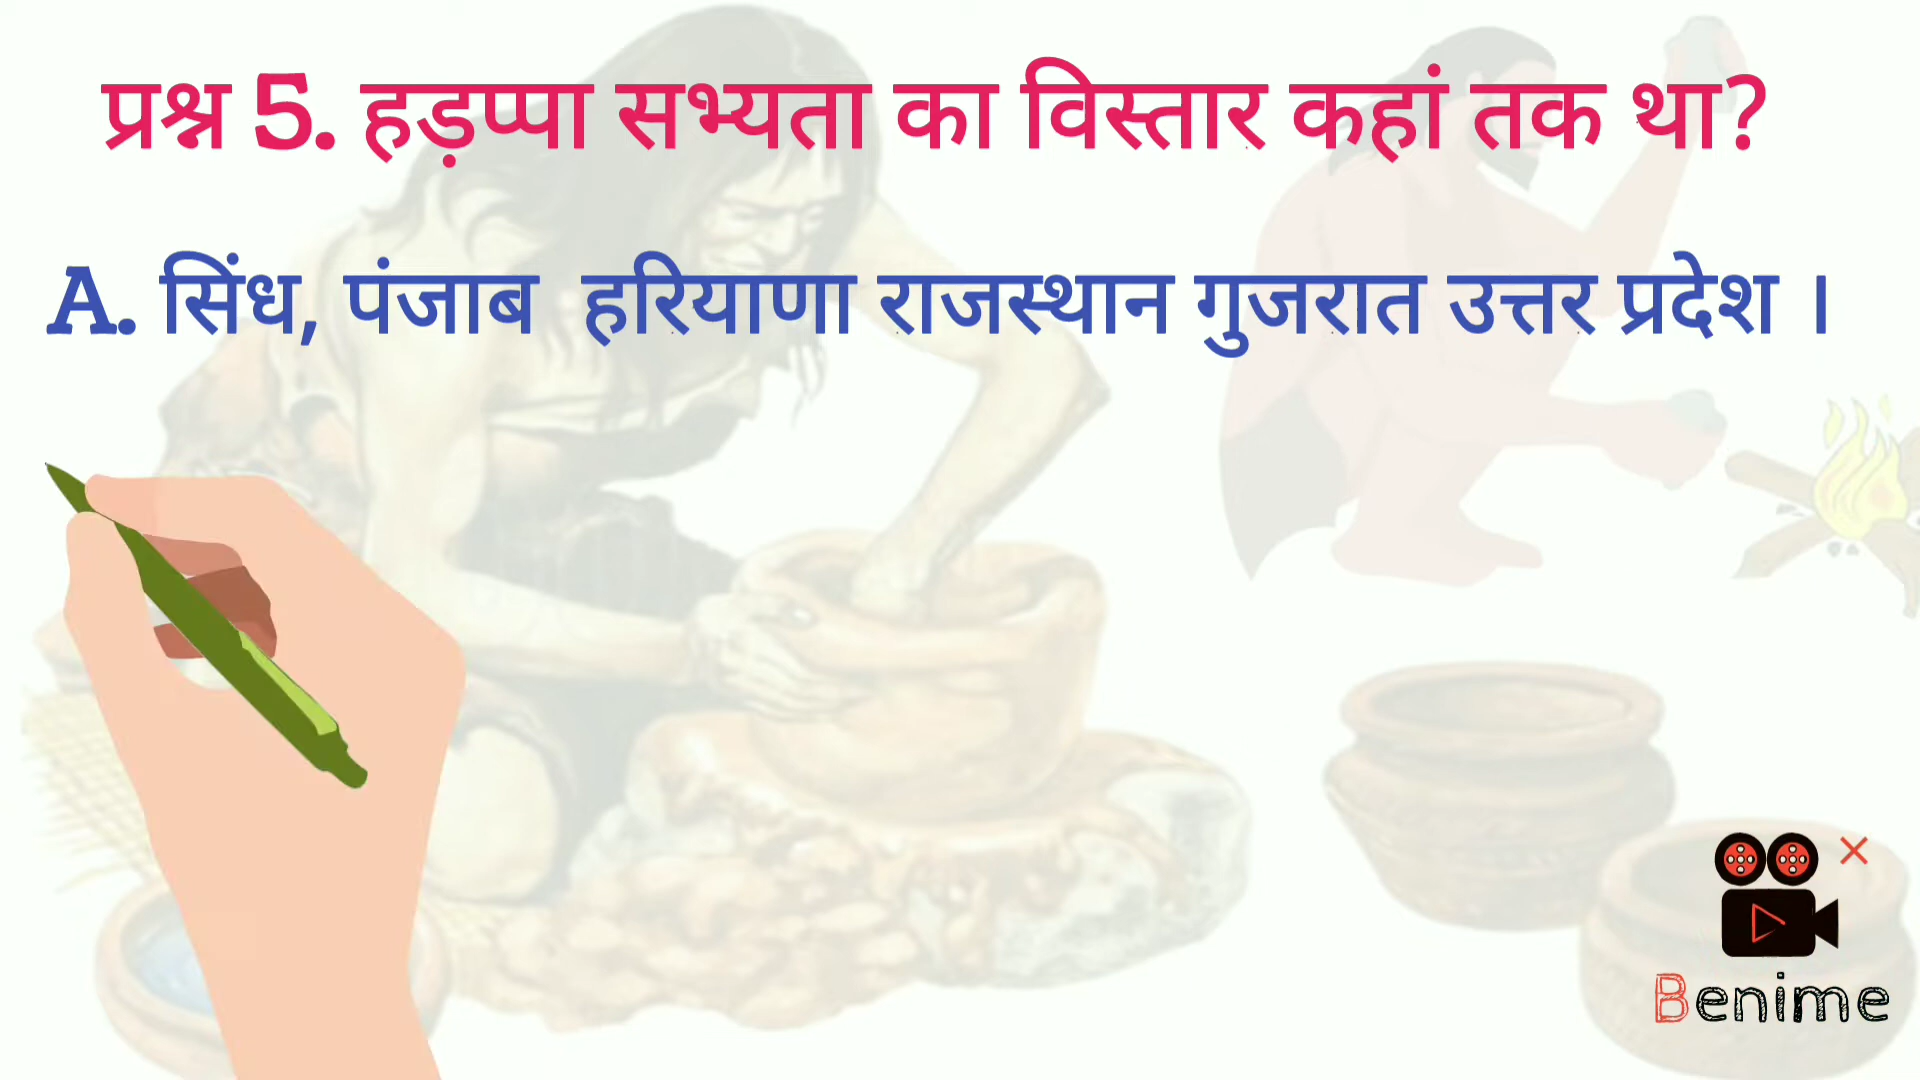 प्रश्न 5. हड़प्पा सभ्यता का विस्तार कहां तक था?
A. सिंध, पंजाब हरियाणा राजस्थान गुजरात उत्तर प्रदेश ।
Benime